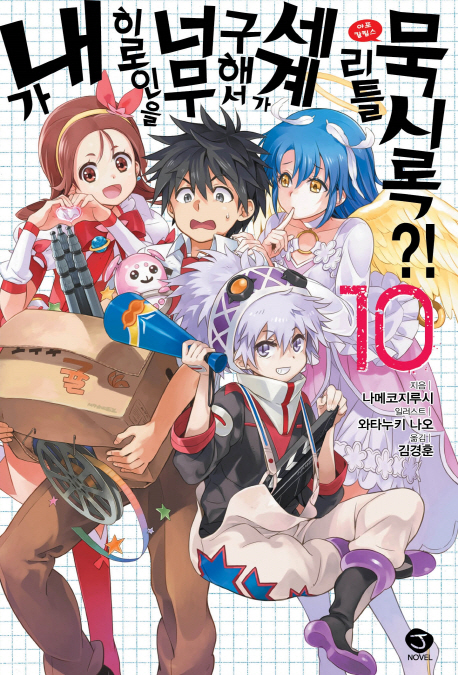 내가 히로인을 너무 구해서 세계가
아포칼립스
리틀 묵시록?!
10
지음|
나메코지루시
일러스트|
와타누키 나오
옮김|
김경훈
J
NOVEL